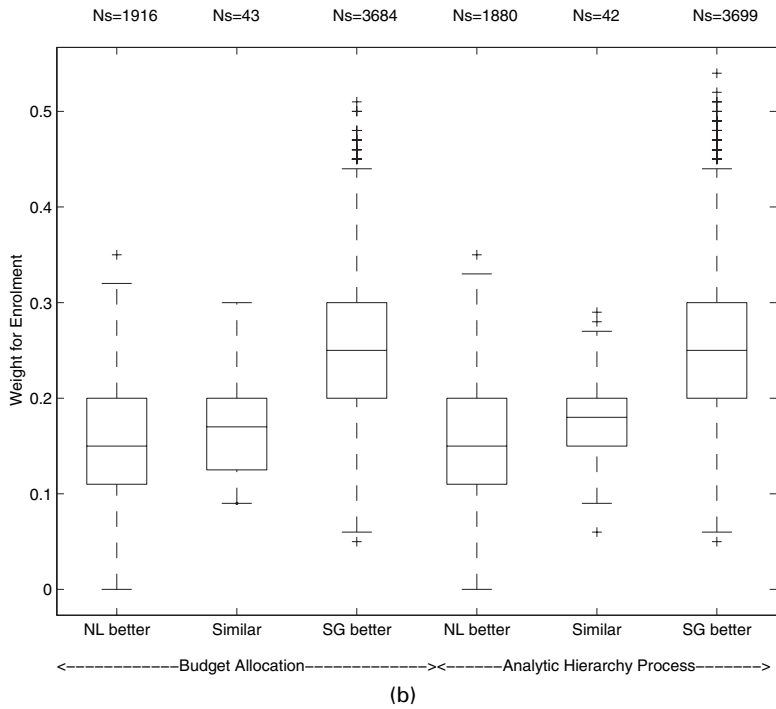 Ns=1916 Ns=43 Ns=3684 Ns=1880 Ns=42 Ns=3699
0.5
0.4
0.3
0.2
0.1
0
Weight for Enrolment
NL better Similar SG better NL better Similar SG better
<------------Budget Allocation------------><-----Analytic Hierarchy Process------->
(b)